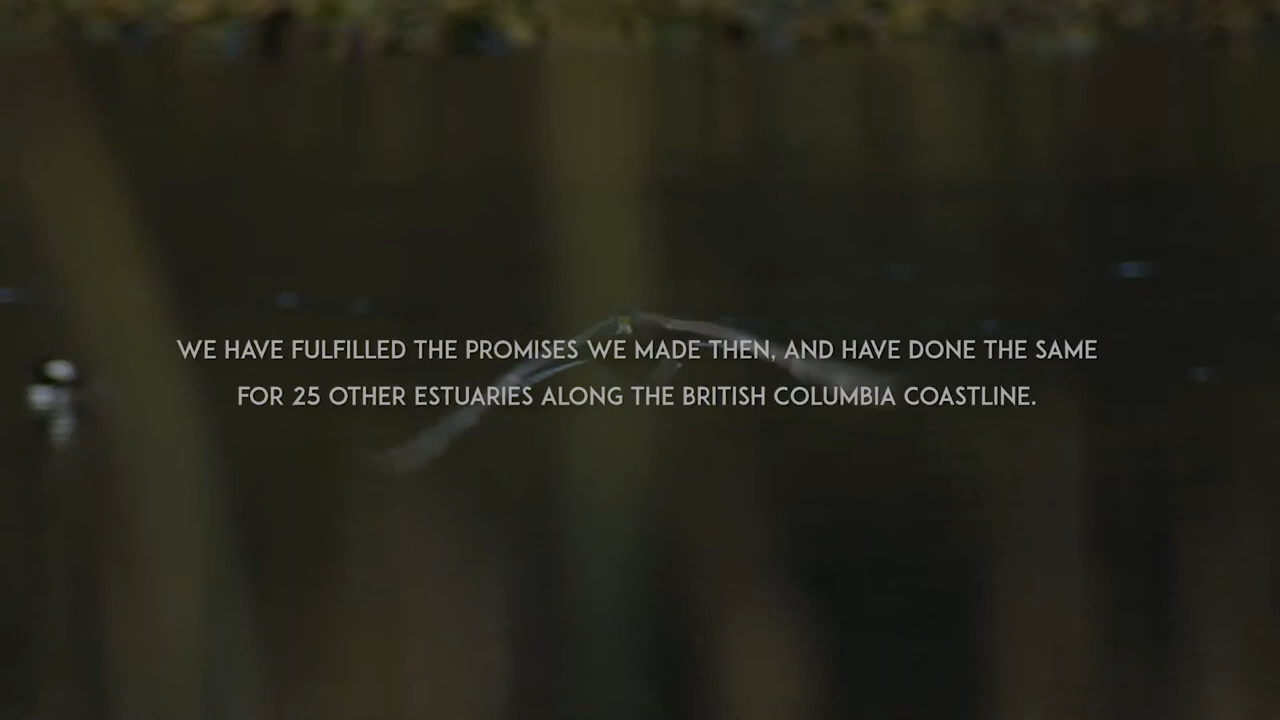 WE HAVE FULFILLED THE PROMISES WE MADE THEN, AND HAVE DONE THE SAME
FOR 25 OTHER ESTUARIES ALONG THE BRITISH COLUMBIA COASTLINE.